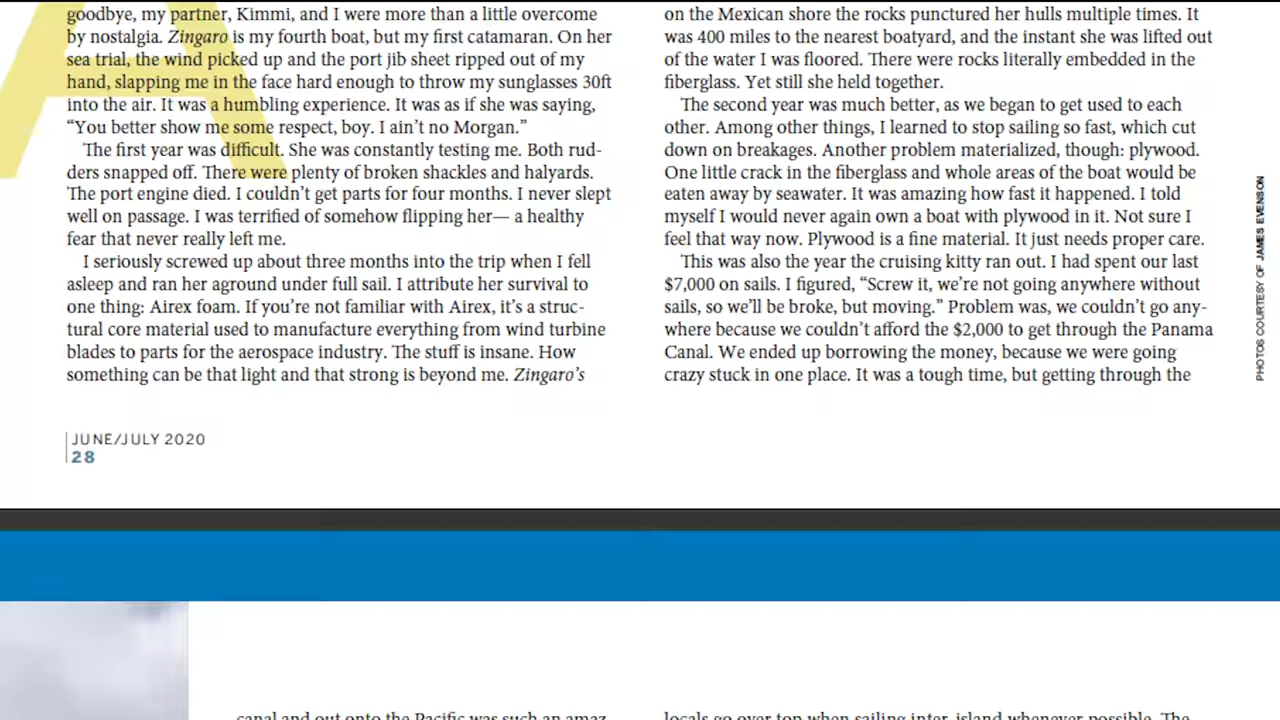 goodbye, my partner, Kimmi, and I were more than a little overcome
by nostalgia. Zingaro is my fourth boat, but my first catamaran. On her
sea trial, the wind picked up and the port jib sheet ripped out of my
hand, slapping me in the face hard enough to throw my sunglasses 30ft
into the air. It was a humbling experience. It was as if she was saying,
“You better show me some respect, boy. I ain’t no Morgan.”
The first year was difficult. She was constantly testing me. Both rud-
ders snapped off. There were plenty of broken shackles and halyards.
The port engine died. I couldn’t get parts for four months. I never slept
well on passage. I was terrified of somehow flipping her— a healthy
fear that never really left me.
I seriously screwed up about three months into the trip when I fell
asleep and ran her aground under full sail. I attribute her survival to
one thing: Airex foam. If you’re not familiar with Airex, it’s a struc-
tural core material used to manufacture everything from wind turbine
blades to parts for the aerospace industry. The stuff is insane. How
something can be that light and that strong is beyond me. Zingaro’s
on the Mexican shore the rocks punctured her hulls multiple times. It
was 400 miles to the nearest boatyard, and the instant she was lifted out
of the water I was floored. There were rocks literally embedded in the
fiberglass. Yet still she held together.
The second year was much better, as we began to get used to each
other. Among other things, I learned to stop sailing so fast, which cut
down on breakages. Another problem materialized, though: plywood.
One little crack in the fiberglass and whole areas of the boat would be
eaten away by seawater. It was amazing how fast it happened. I told
myself I would never again own a boat with plywood in it. Not sure I
feel that way now. Plywood is a fine material. It just needs proper care.
This was also the year the cruising kitty ran out. I had spent our last
$7,000 on sails. I figured, “Screw it, we’re not going anywhere without
sails, so we’ll be broke, but moving.” Problem was, we couldn’t go any-
where because we couldn’t afford the $2,000 to get through the Panama
Canal. We ended up borrowing the money, because we were going
crazy stuck in one place. It was a tough time, but getting through the
PHOTOS COURTESY OF JAMES EVENSON
JUNE/JULY 2020
28
canal and out onto the Pacific was such an amaz-
locals go over top when sailing inter-island whenever possible. The